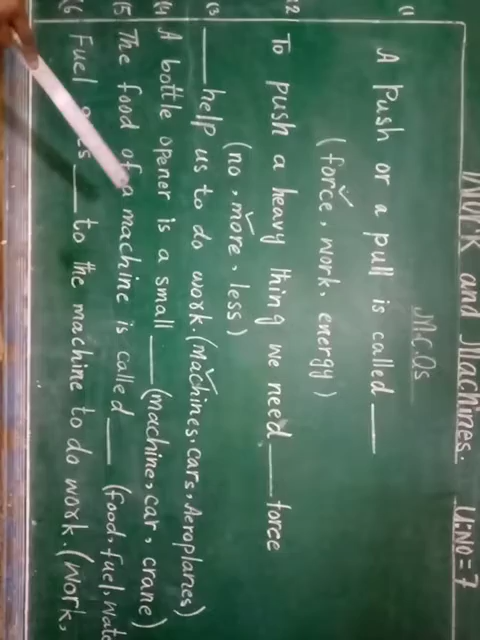 Work and Machines. U.No=7
M.C.Qs
(1 A Push or a pull is called ___
(force, work, energy)
(2 To push a heavy thing we need ___ force
(no, more, less)
(3 ___ help us to do work. (Machines, cars, Aeroplanes)
(4 A bottle opener is a small ___ (machine, car, crane)
(5 The food of a machine is called ___ (food, fuel,
(6 Fuel ___ to the machine to do work (work,